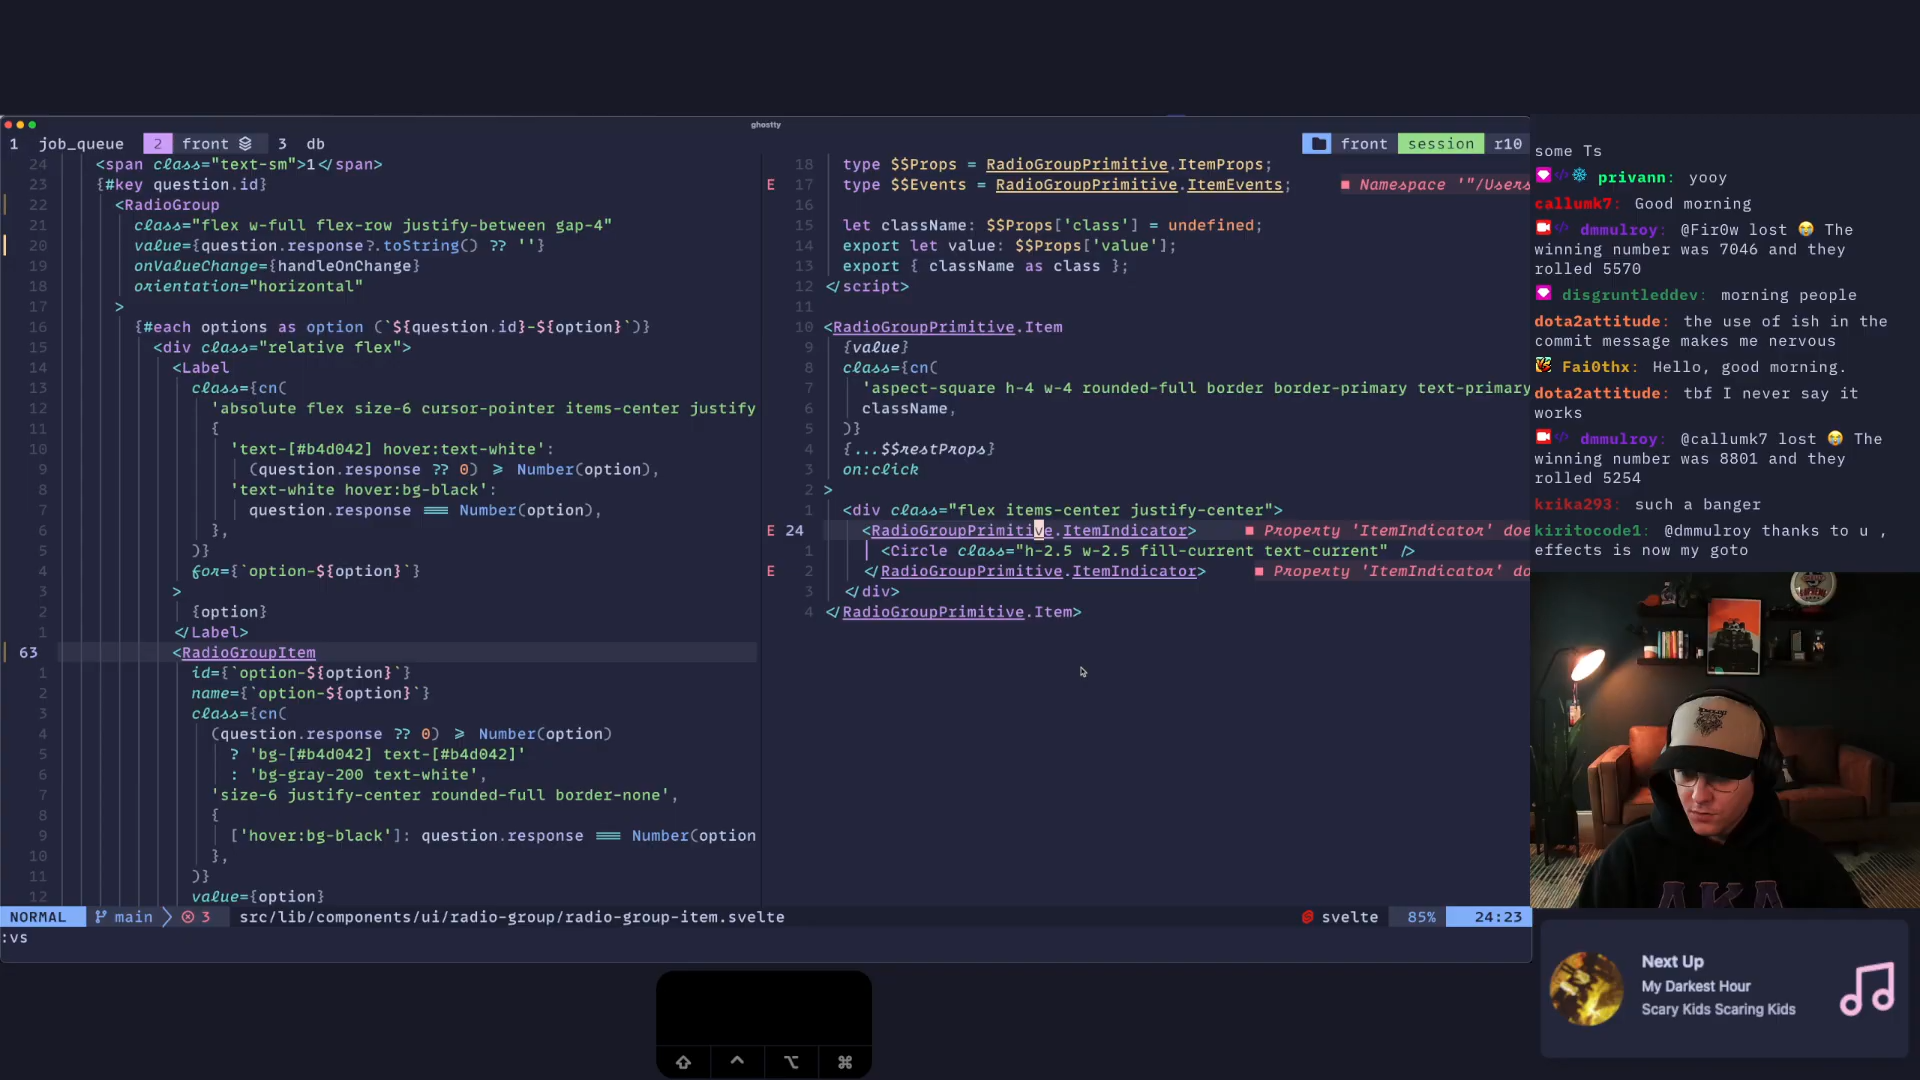 ghostty
1 job_queue 2 front 3 db
front session r10
24 <span class="text-sm">1</span>
23 {#key question.id}
22 <RadioGroup
21 class="flex w-full flex-row justify-between gap-4"
20 value={question.response?.toString() ?? ''}
19 onValueChange={handleOnChange}
18 orientation="horizontal"
17 >
16 {#each options as option (`${question.id}-${option}`)}
15 <div class="relative flex">
14 <Label
13 class={cn(
12 'absolute flex size-6 cursor-pointer items-center justify
11 {
10 'text-[#b4d042] hover:text-white':
9 (question.response ?? 0) >= Number(option),
8 'text-white hover:bg-black':
7 question.response === Number(option),
6 },
5 )}
4 for={`option-${option}`}
3 >
2 {option}
1 </Label>
63 <RadioGroupItem
1 id={`option-${option}`}
2 name={`option-${option}`}
3 class={cn(
4 (question.response ?? 0) >= Number(option)
5 ? 'bg-[#b4d042] text-[#b4d042]'
6 : 'bg-gray-200 text-white',
7 'size-6 justify-center rounded-full border-none',
8 {
9 ['hover:bg-black']: question.response === Number(option
10 },
11 )}
12 value={option}
18 type $$Props = RadioGroupPrimitive.ItemProps;
E 17 type $$Events = RadioGroupPrimitive.ItemEvents; ■ Namespace '"/Users
16
15 let className: $$Props['class'] = undefined;
14 export let value: $$Props['value'];
13 export { className as class };
12 </script>
11
10 <RadioGroupPrimitive.Item
9 {value}
8 class={cn(
7 'aspect-square h-4 w-4 rounded-full border border-primary text-primary
6 className,
5 )}
4 {...$$restProps}
3 on:click
2 >
1 <div class="flex items-center justify-center">
E 24 <RadioGroupPrimitive.ItemIndicator> ■ Property 'ItemIndicator' doe
1 <Circle class="h-2.5 w-2.5 fill-current text-current" />
E 2 </RadioGroupPrimitive.ItemIndicator> ■ Property 'ItemIndicator' do
3 </div>
4 </RadioGroupPrimitive.Item>
NORMAL main 3 src/lib/components/ui/radio-group/radio-group-item.svelte svelte 85% 24:23
:vs
some Ts
privann: yooy
callumk7: Good morning
dmmulroy: @Fir0w lost 😭 The
winning number was 7046 and they
rolled 5570
disgruntleddev: morning people
dota2attitude: the use of ish in the
commit message makes me nervous
Fai0thx: Hello, good morning.
dota2attitude: tbf I never say it
works
dmmulroy: @callumk7 lost 😭 The
winning number was 8801 and they
rolled 5254
krika293: such a banger
kiritocode1: @dmmulroy thanks to u ,
effects is now my goto
ΑΚΑ
Next Up
My Darkest Hour
Scary Kids Scaring Kids